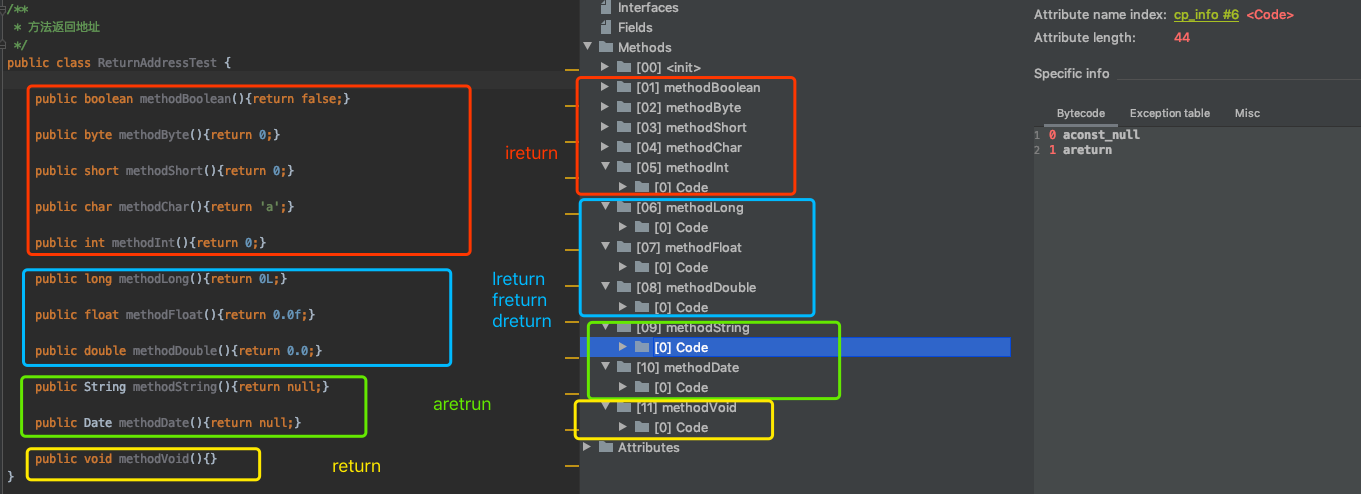 /**
* 方法返回地址
*/
public class ReturnAddressTest {
public boolean methodBoolean(){return false;}
public byte methodByte(){return 0;}
public short methodShort(){return 0;}
public char methodChar(){return 'a';}
public int methodInt(){return 0;}
public long methodLong(){return 0L;}
public float methodFloat(){return 0.0f;}
public double methodDouble(){return 0.0;}
public String methodString(){return null;}
public Date methodDate(){return null;}
public void methodVoid(){}
}
ireturn
lreturn
freturn
dreturn
aretrun
return
Interfaces
Fields
Methods
[00] <init>
[01] methodBoolean
[02] methodByte
[03] methodShort
[04] methodChar
[05] methodInt
[0] Code
[06] methodLong
[0] Code
[07] methodFloat
[0] Code
[08] methodDouble
[0] Code
[09] methodString
[0] Code
[10] methodDate
[0] Code
[11] methodVoid
[0] Code
Attributes
Attribute name index: cp_info #6 <Code>
Attribute length: 44
Specific info
Bytecode Exception table Misc
1 0 aconst_null
2 1 areturn